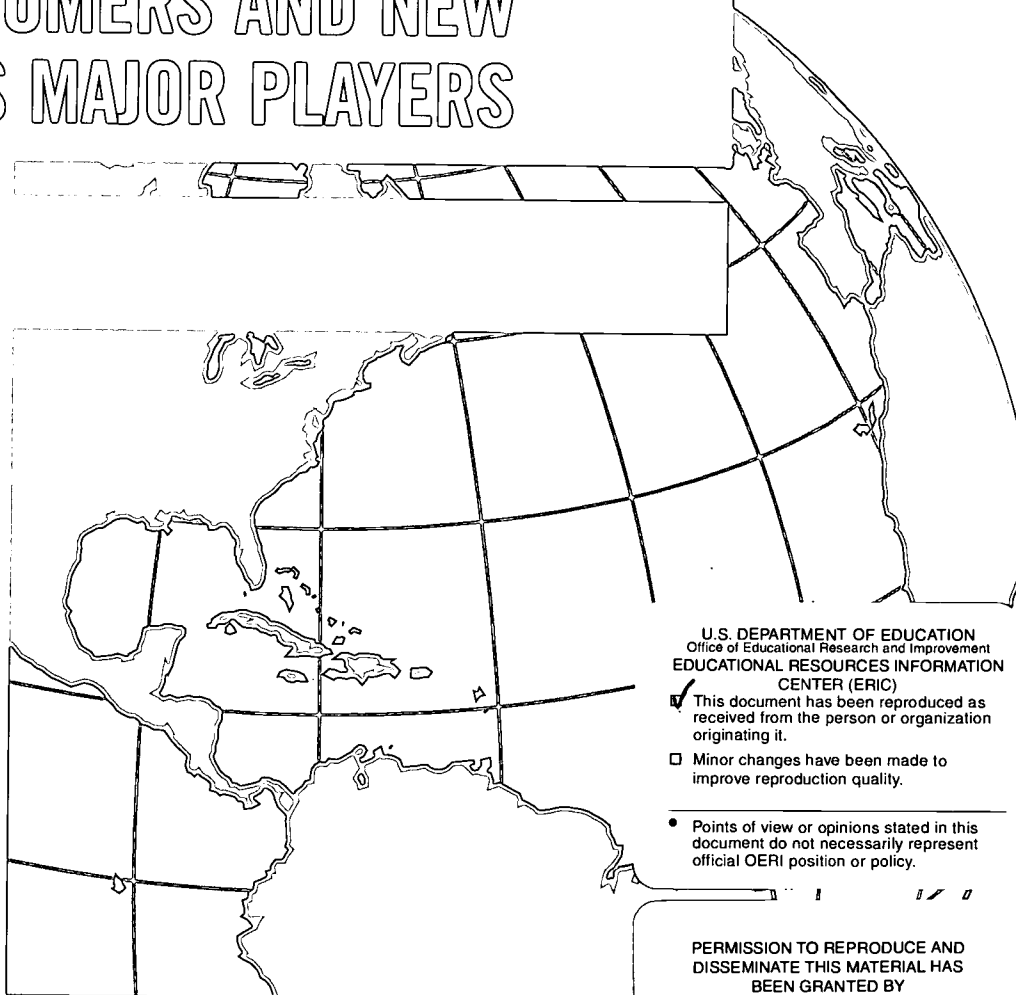 AND NEW
MAJOR PLAYERS
U.S. DEPARTMENT OF EDUCATION
Office of Educational Research and Improvement
EDUCATIONAL RESOURCES INFORMATION
CENTER (ERIC)
This document has been reproduced as
received from the person or organization
originating it.
Minor changes have been made to
improve reproduction quality.
Points of view or opinions stated in this
document do not necessarily represent
official OERI position or policy.
PERMISSION TO REPRODUCE AND
DISSEMINATE THIS MATERIAL HAS
BEEN GRANTED BY